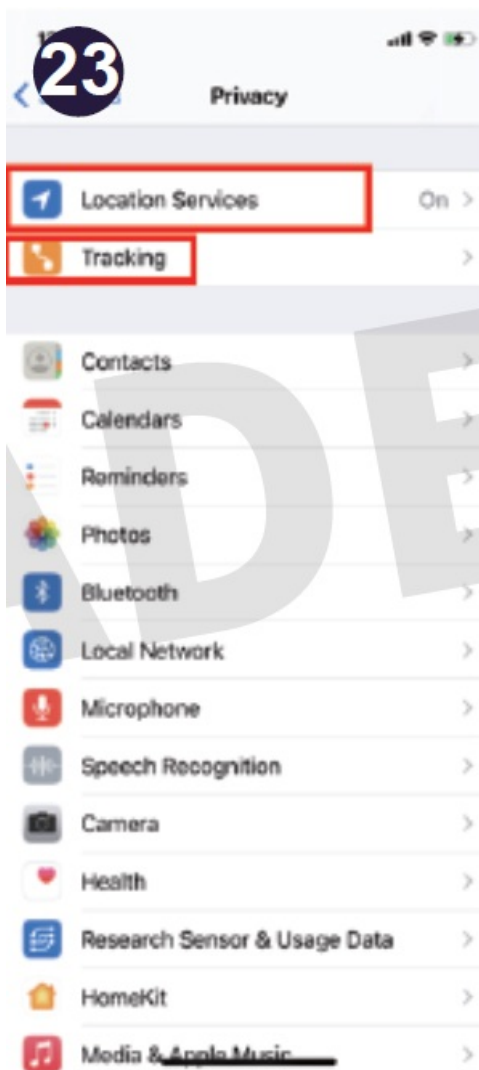 23
Privacy
Location Services On
Tracking
Contacts
Calendars
Reminders
Photos
Bluetooth
Local Network
Microphone
Speech Recognition
Camera
Health
Research Sensor & Usage Data
HomeKit
Media & Apple Music